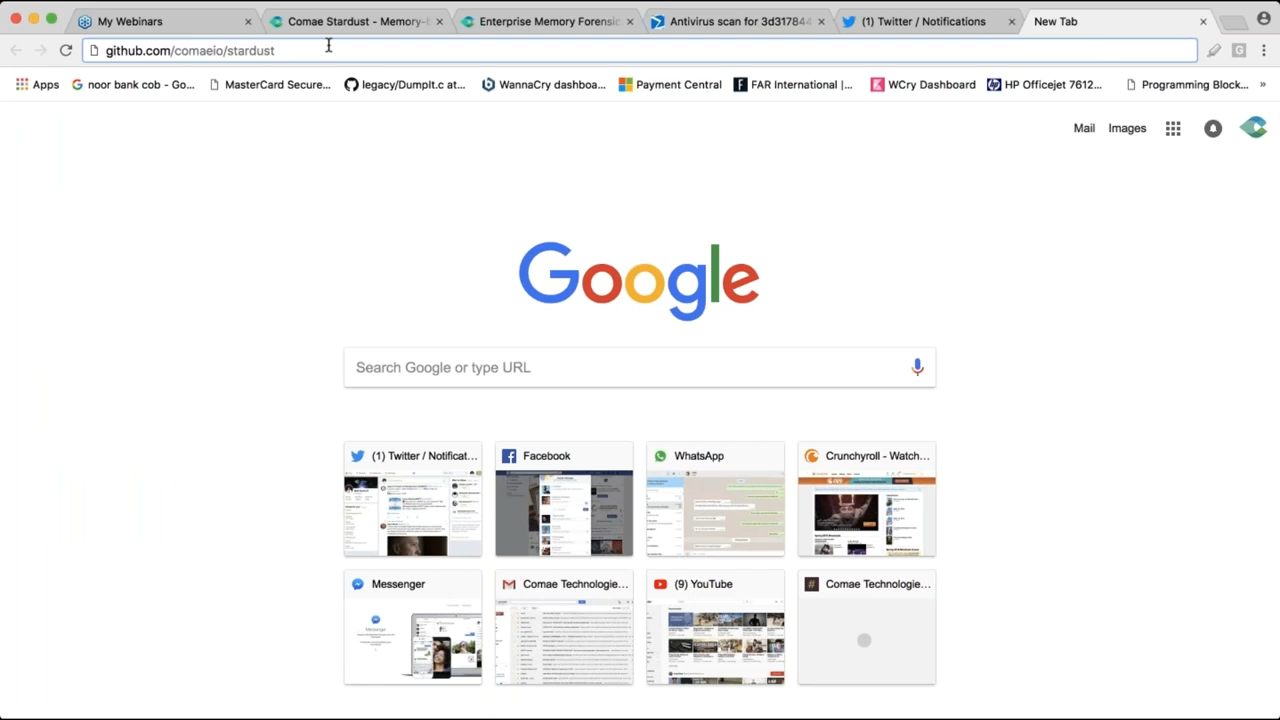 My Webinars
Comae Stardust - Memory-b
Enterprise Memory Forensic
Antivirus scan for 3d317844
(1) Twitter / Notifications
New Tab
github.com/comaeio/stardust
Apps
noor bank cob - Go...
MasterCard Secure...
legacy/DumpIt.c at...
WannaCry dashboa...
Payment Central
FAR International |...
WCry Dashboard
HP Officejet 7612...
Programming Block...
»
Mail
Images
Google
Search Google or type URL
(1) Twitter / Notificat...
Facebook
WhatsApp
Crunchyroll - Watch...
Messenger
Comae Technologie...
(9) YouTube
Comae Technologie...